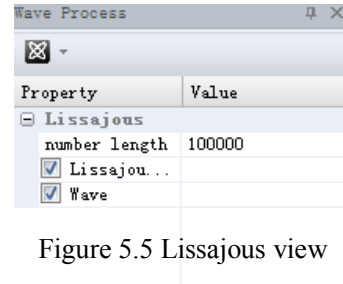 Wave Process
Property Value
Lissajous
number length 100000
Lissajou...
Wave
Figure 5.5 Lissajous view